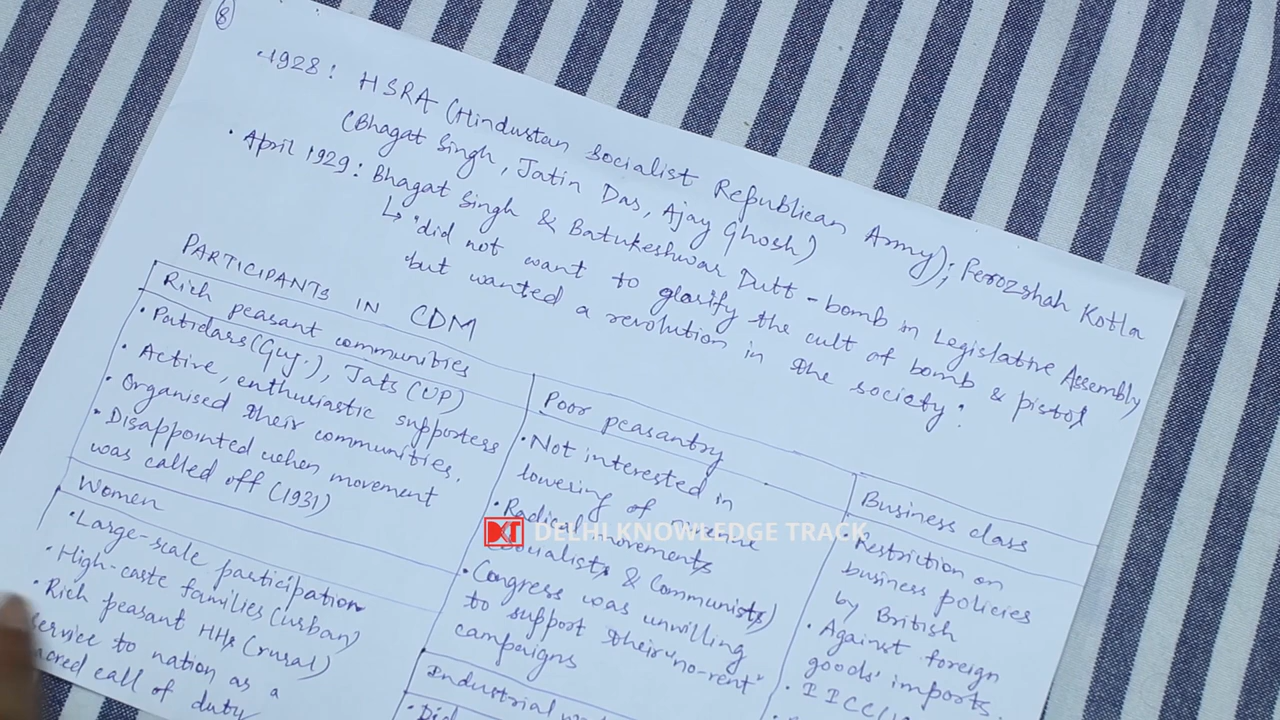 8
1928: HSRA (Hindustan Socialist Republican Army); Ferozshah Kotla
(Bhagat Singh, Jatin Das, Ajay Ghosh)
• April 1929: Bhagat Singh & Batukeshwar Dutt - bomb in Legislative Assembly
↳ "did not want to glorify the cult of bomb & pistol
but wanted a revolution in the society."
PARTICIPANTS IN CDM
Rich peasant communities
• Patidars (Guj.), Jats (UP)
• Active, enthusiastic supporters
• Organised their communities.
• Disappointed when movement
was called off (1931)
Women
• Large-scale participation
• High-caste families (urban)
• Rich peasant HHs (rural)
Service to nation as a
sacred call of duty
Poor peasantry
• Not interested in
lowering of revenue
• Radical movements
Socialists & Communists)
• Congress was unwilling
to support their "no-rent"
campaigns
Industrial
• Did
Business class
Restriction on
business policies
by British
• Against foreign
goods' imports.
• IICC
DKT DELHI KNOWLEDGE TRACK